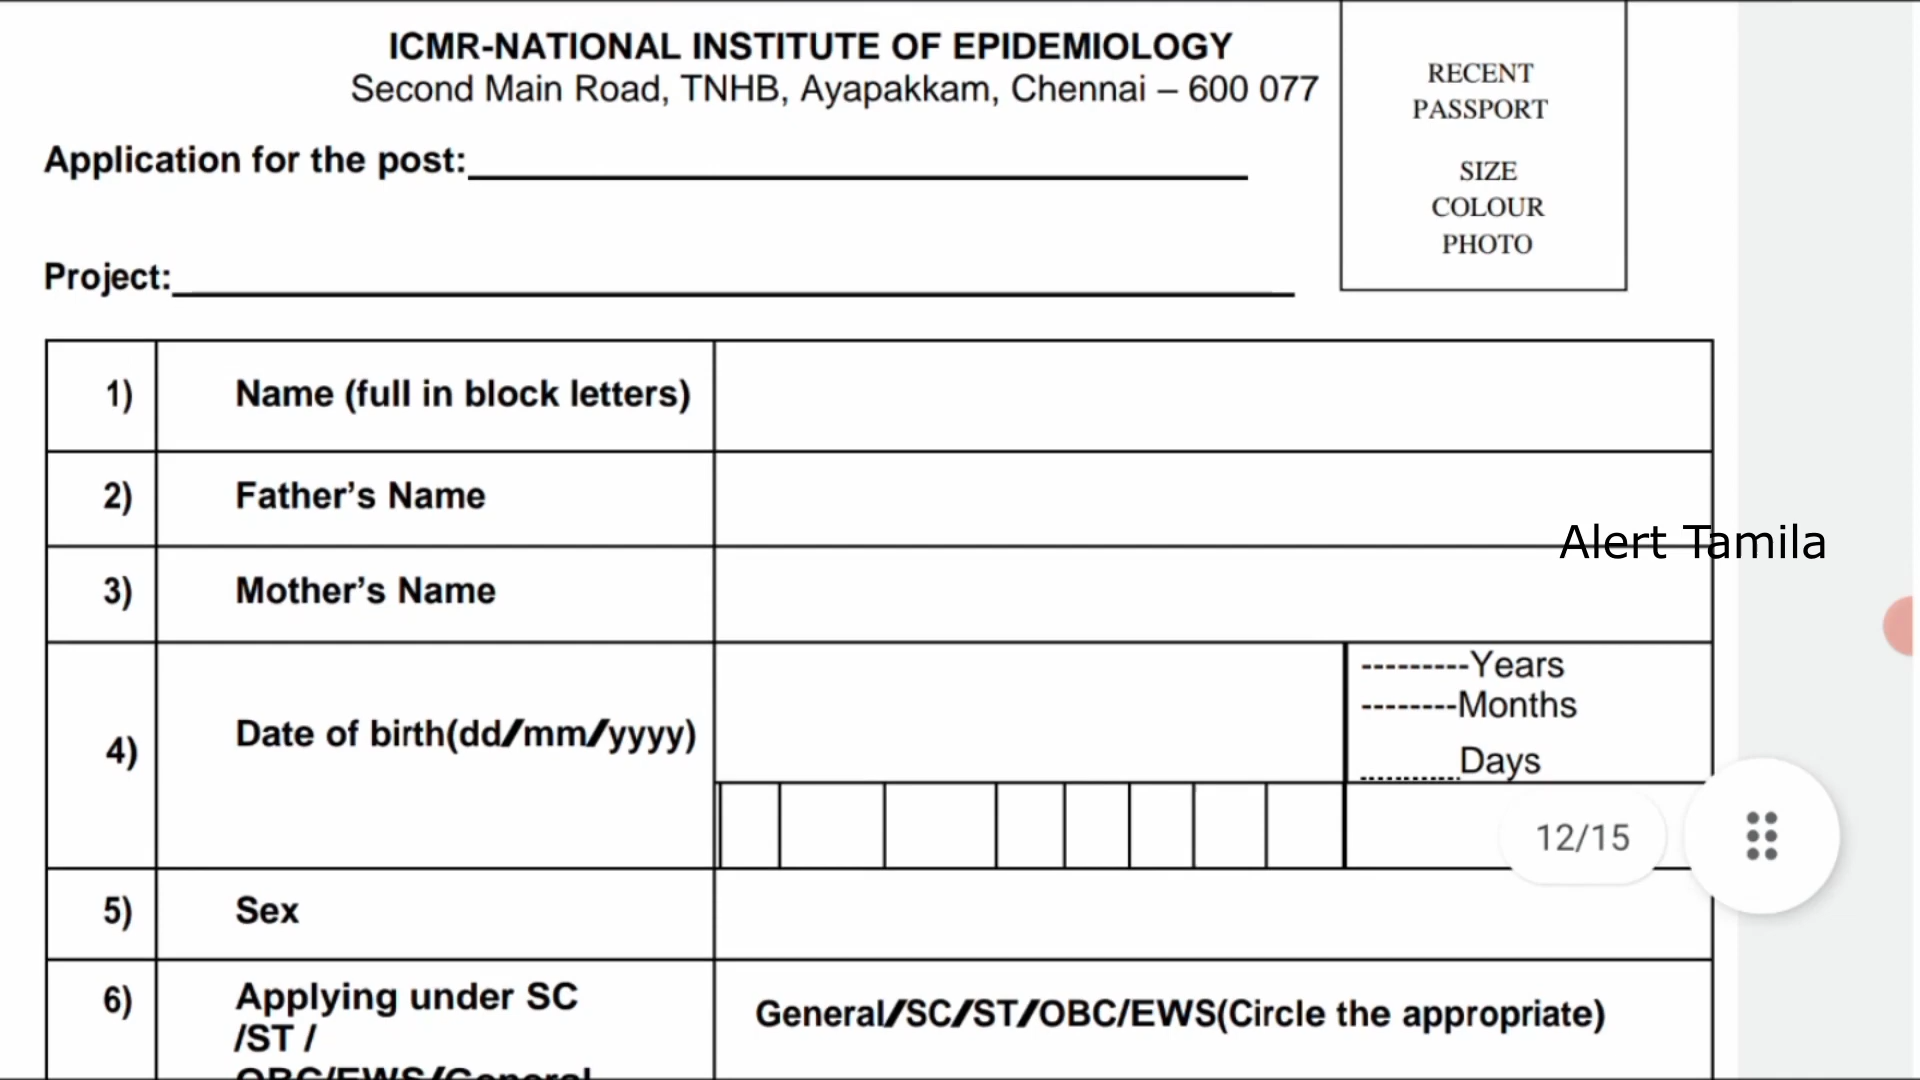 ICMR-NATIONAL INSTITUTE OF EPIDEMIOLOGY
Second Main Road, TNHB, Ayapakkam, Chennai – 600 077
RECENT
PASSPORT
SIZE
COLOUR
PHOTO
Application for the post:
Project:
1) Name (full in block letters)
2) Father’s Name
Alert Tamila
3) Mother’s Name
4) Date of birth(dd/mm/yyyy)
---------Years
--------Months
.........Days
12/15
5) Sex
6) Applying under SC
/ST /
OBC/EWS/General
General/SC/ST/OBC/EWS(Circle the appropriate)